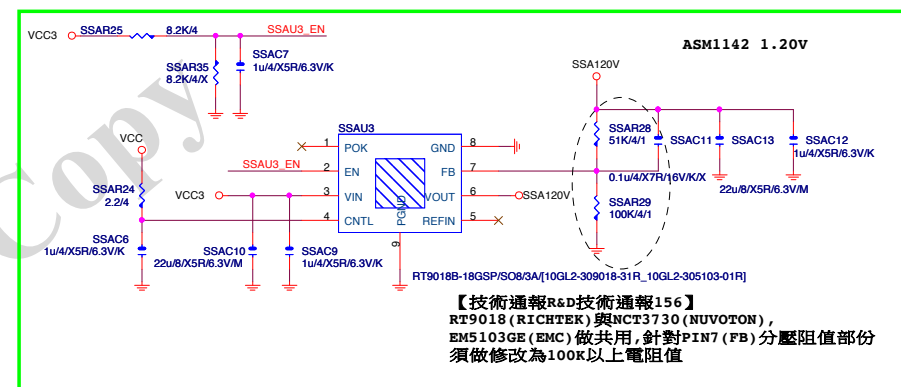 VCC3
SSAR25
8.2K/4
SSAU3_EN
SSAR35
8.2K/4/X
SSAC7
1u/4/X5R/6.3V/K
ASM1142 1.20V
SSA120V
Copy
VCC
SSAR24
2.2/4
SSAC6
1u/4/X5R/6.3V/K
SSAU3_EN
VCC3
SSAC10
22u/8/X5R/6.3V/M
SSAC9
1u/4/X5R/6.3V/K
SSAU3
1 POK
2 EN
3 VIN
4 CNTL
GND 8
FB 7
VOUT 6
REFIN 5
PGND
9
SSA120V
SSAR28
51K/4/1
SSAR29
100K/4/1
SSAC11
0.1u/4/X7R/16V/K/X
SSAC13
22u/8/X5R/6.3V/M
SSAC12
1u/4/X5R/6.3V/K
RT9018B-18GSP/SO8/3A/[10GL2-309018-31R_10GL2-305103-01R]
【技術通報R&D技術通報156】
RT9018(RICHTEK)與NCT3730(NUVOTON),
EM5103GE(EMC)做共用,針對PIN7(FB)分壓阻值部份
須做修改為100K以上電阻值